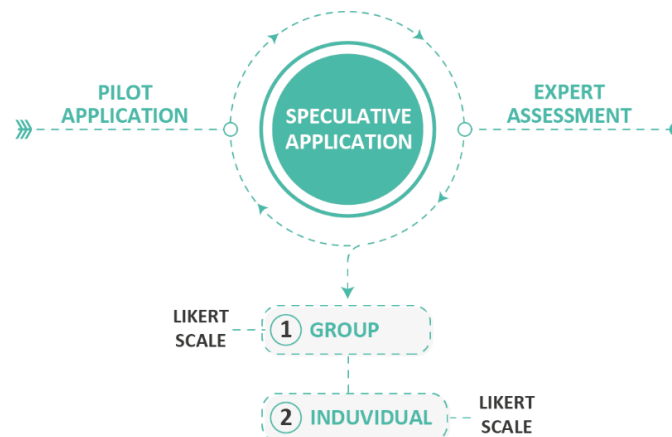 PILOT
APPLICATION
SPECULATIVE
APPLICATION
EXPERT
ASSESSMENT
LIKERT
SCALE
1 GROUP
2 INDUVIDUAL
LIKERT
SCALE